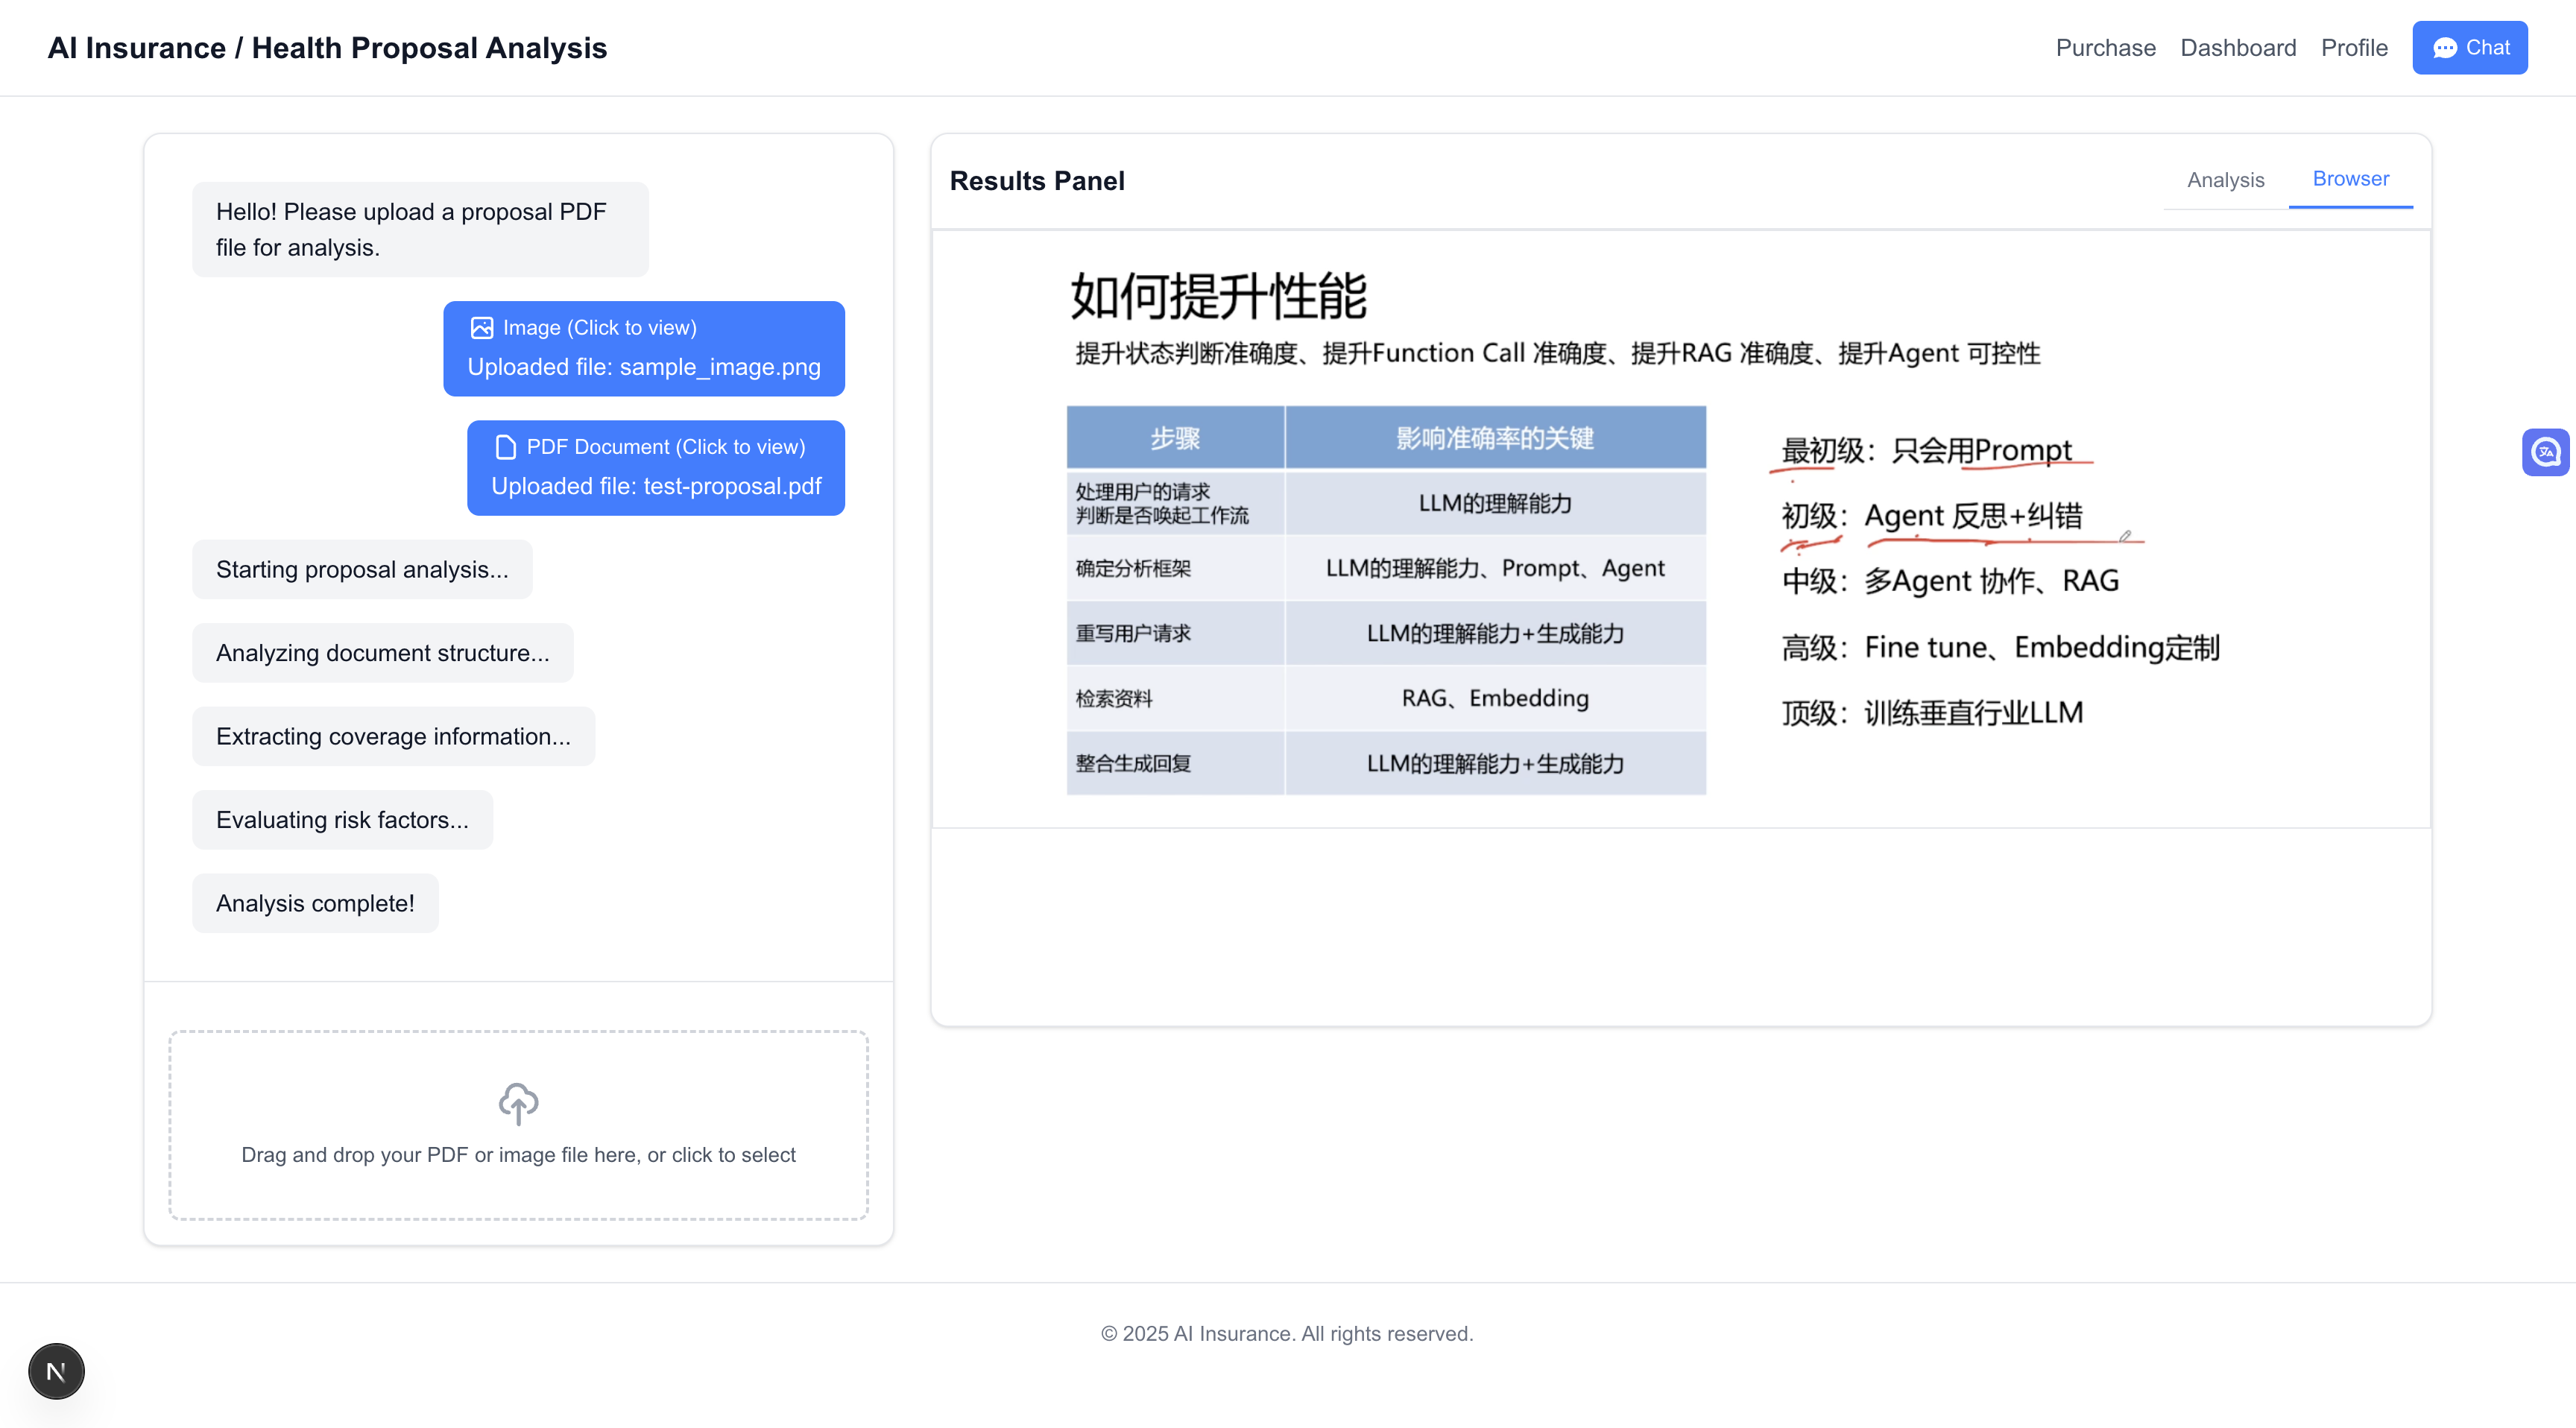 AI Insurance / Health Proposal Analysis
Purchase
Dashboard
Profile
Chat
Hello! Please upload a proposal PDF
file for analysis.
Image (Click to view)
Uploaded file: sample_image.png
PDF Document (Click to view)
Uploaded file: test-proposal.pdf
Starting proposal analysis...
Analyzing document structure...
Extracting coverage information...
Evaluating risk factors...
Analysis complete!
Drag and drop your PDF or image file here, or click to select
Results Panel
Analysis
Browser
如何提升性能
提升状态判断准确度、提升Function Call 准确度、提升RAG 准确度、提升Agent 可控性
步骤
影响准确率的关键
处理用户的请求
判断是否唤起工作流
LLM的理解能力
确定分析框架
LLM的理解能力、Prompt、Agent
重写用户请求
LLM的理解能力+生成能力
检索资料
RAG、Embedding
整合生成回复
LLM的理解能力+生成能力
最初级：只会用Prompt
初级：Agent 反思+纠错
中级：多Agent 协作、RAG
高级：Fine tune、Embedding定制
顶级：训练垂直行业LLM
© 2025 AI Insurance. All rights reserved.
N